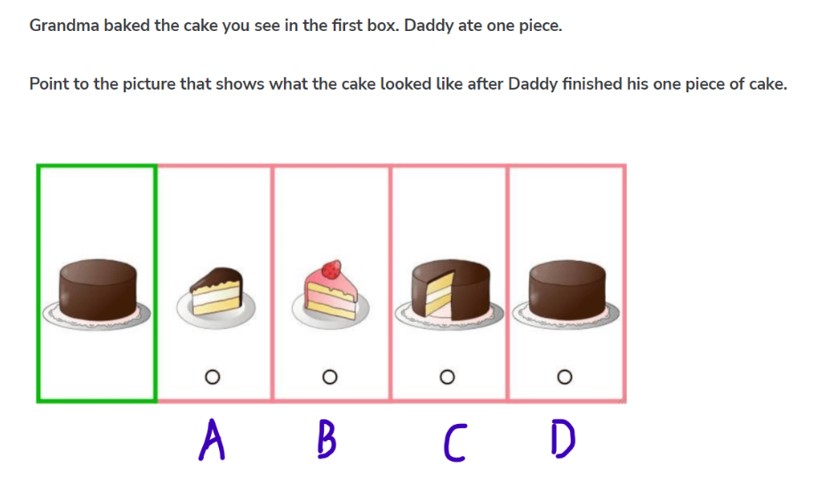 Grandma baked the cake you see in the first box. Daddy ate one piece.
Point to the picture that shows what the cake looked like after Daddy finished his one piece of cake.
A B C D